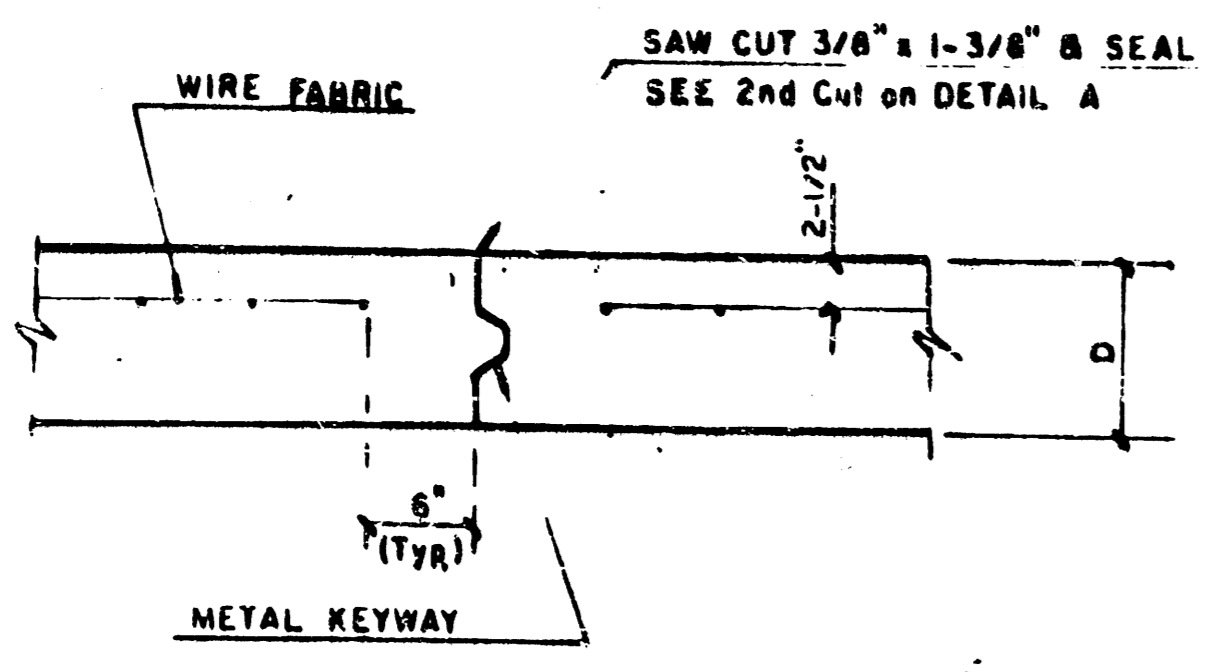 SAW CUT 3/8" x 1-3/8" & SEAL
SEE 2nd Cut on DETAIL A
WIRE FABRIC
2-1/2"
D
6"
(TYP.)
METAL KEYWAY